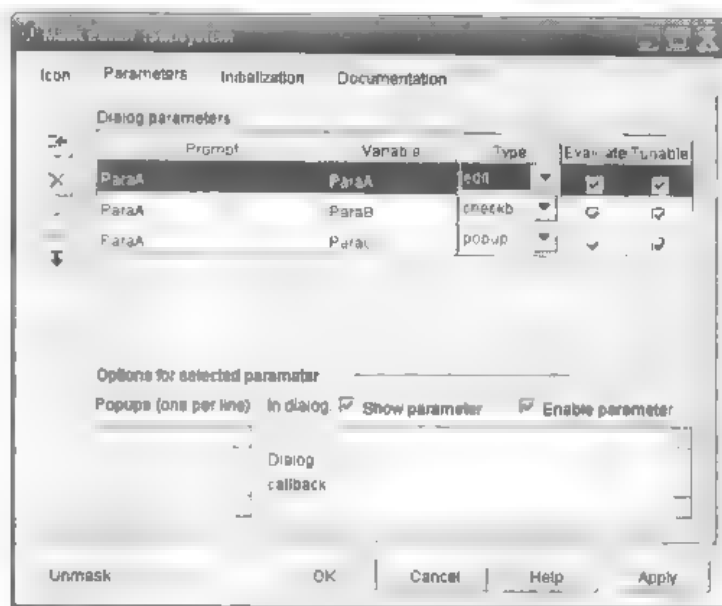 Icon Parameters Initialization Documentation
Dialog parameters
Prompt Variable Type Evaluate Tunable
ParaA ParaA edit
ParaA ParaB checkb
ParaA ParaC popup
Options for selected parameter
Popups (one per line) In dialog: Show parameter Enable parameter
Dialog
callback
Unmask OK Cancel Help Apply